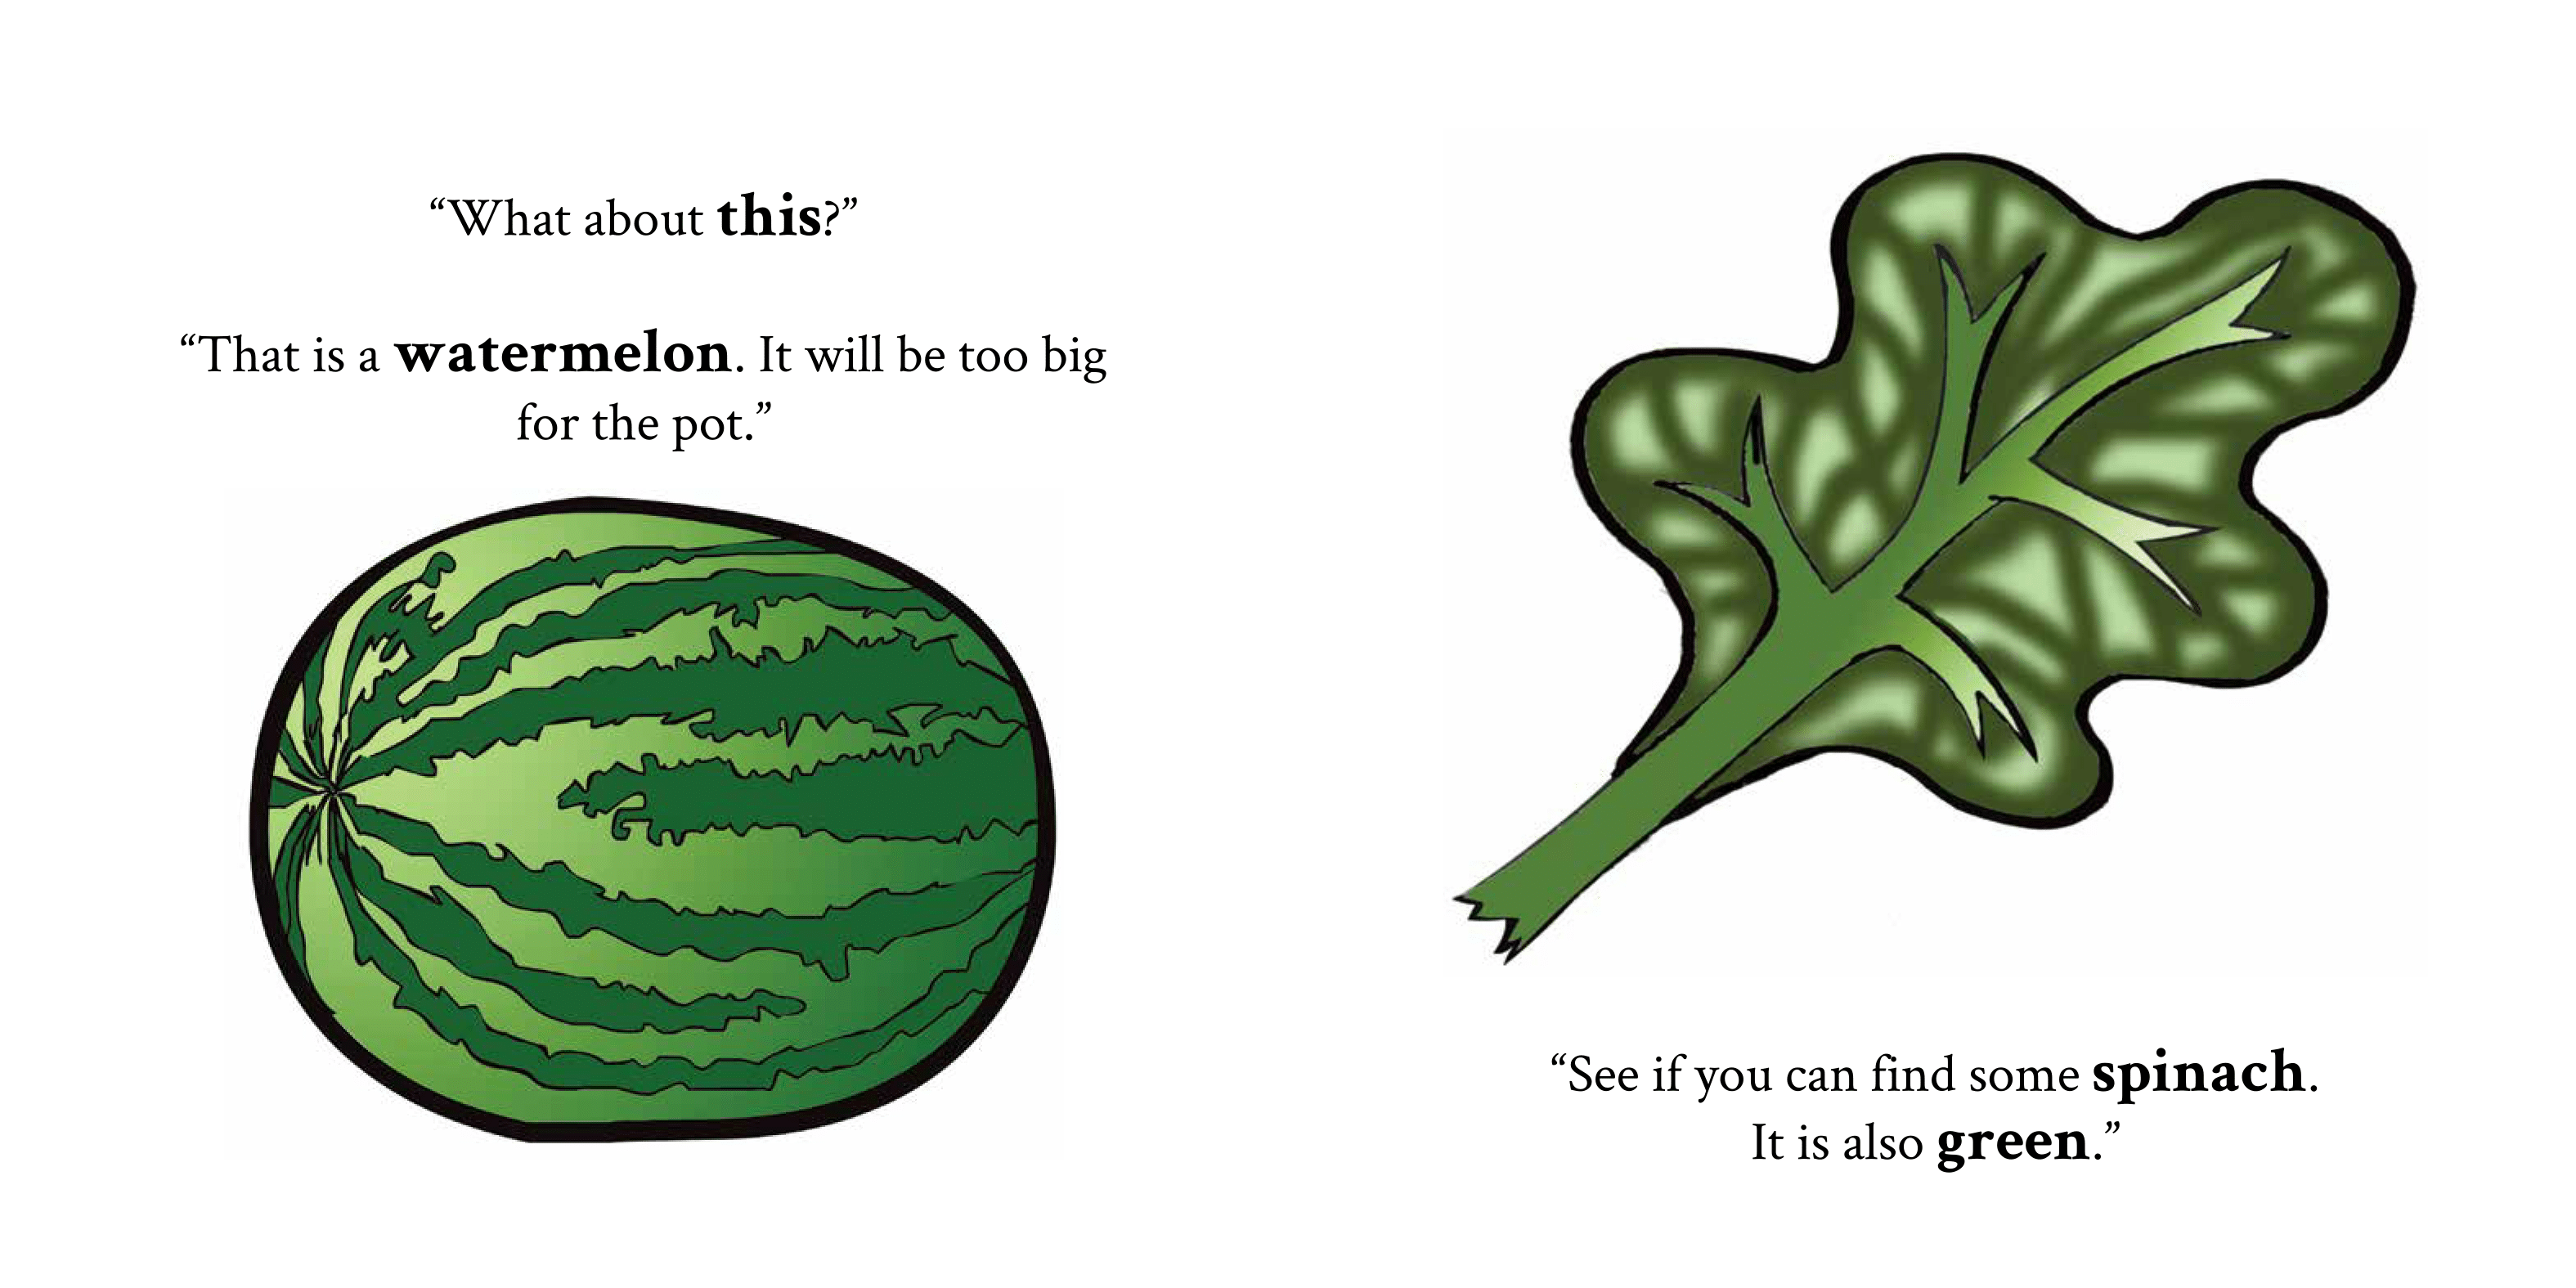 “What about this?”
“That is a watermelon. It will be too big
for the pot.”
“See if you can find some spinach.
It is also green.”